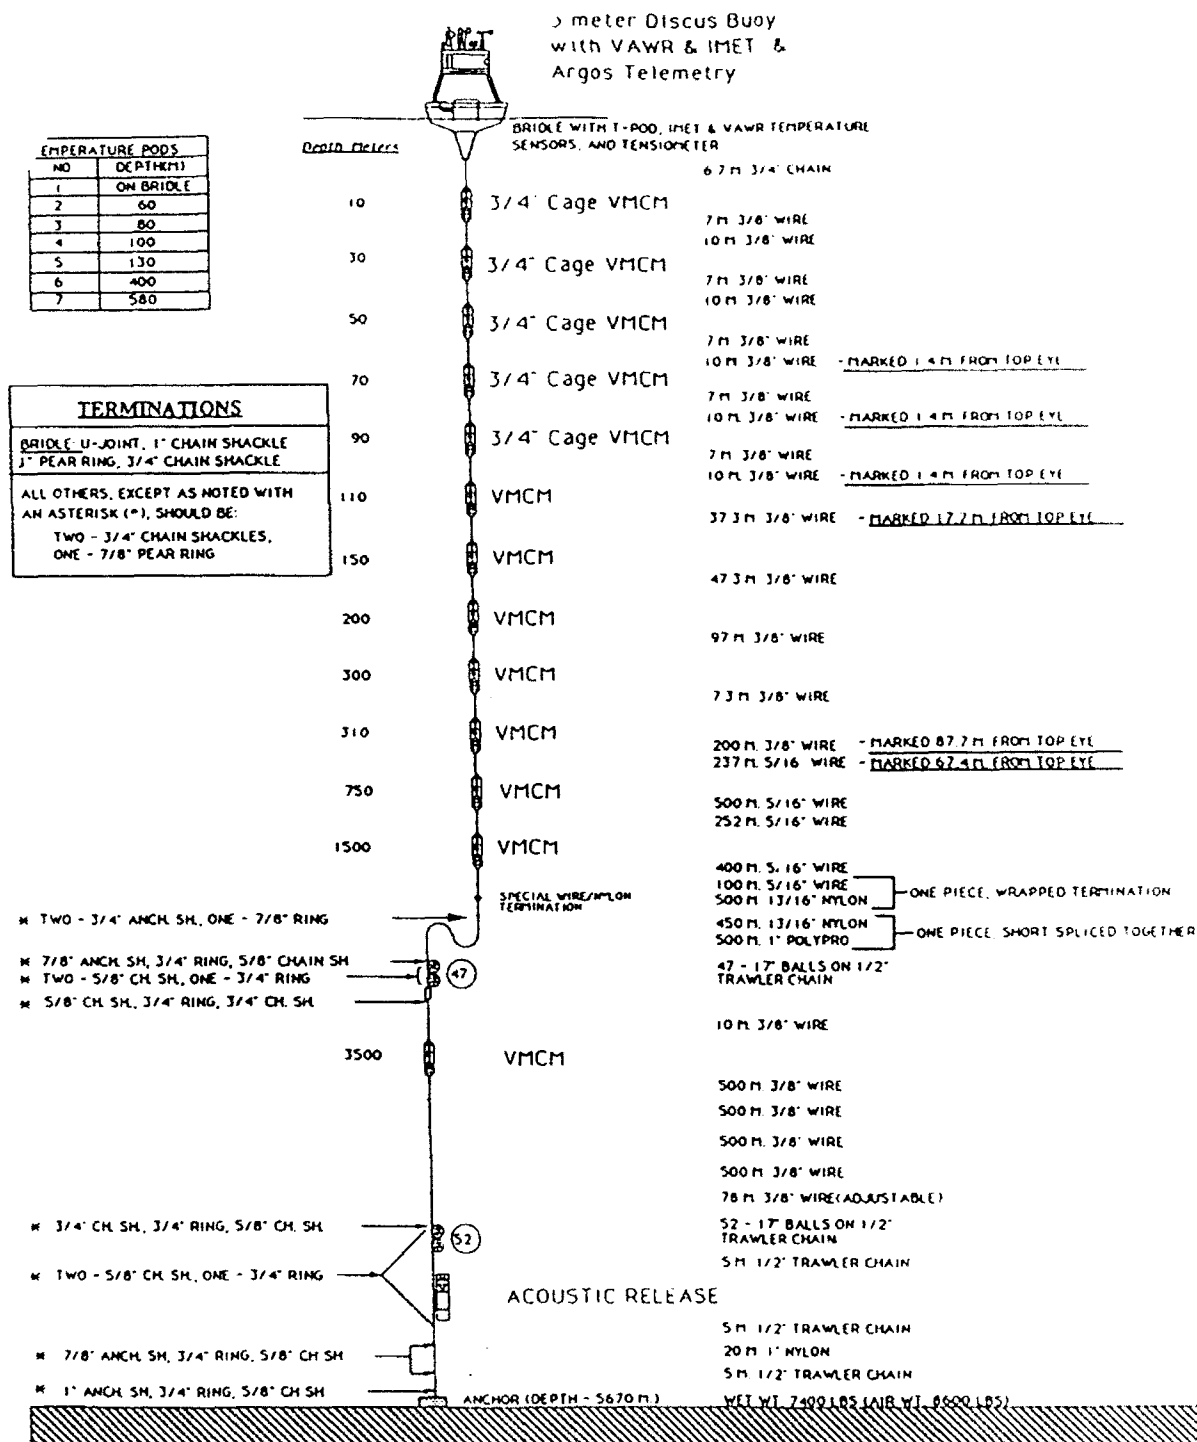 meter Discus Buoy
with VAWR & IMET &
Argos Telemetry
BRIDLE WITH T-POD, IMET & VAWR TEMPERATURE
SENSORS, AND TENSIOMETER
Depth Meters
EMPERATURE PODS
NO DEPTH(M)
1 ON BRIDLE
2 60
3 80
4 100
5 130
6 400
7 580
TERMINATIONS
BRIDLE: U-JOINT, 1" CHAIN SHACKLE
1" PEAR RING, 3/4" CHAIN SHACKLE
ALL OTHERS, EXCEPT AS NOTED WITH
AN ASTERISK (*), SHOULD BE:
TWO - 3/4" CHAIN SHACKLES,
ONE - 7/8" PEAR RING
6.7 M 3/4" CHAIN
10 3/4" Cage VMCM
7 M 3/8" WIRE
10 M. 3/8" WIRE
30 3/4" Cage VMCM
7 M 3/8" WIRE
10 M. 3/8" WIRE
50 3/4" Cage VMCM
7 M 3/8" WIRE
10 M 3/8" WIRE - MARKED 1.4 M FROM TOP EYE
70 3/4" Cage VMCM
7 M 3/8" WIRE
10 M. 3/8" WIRE - MARKED 1.4 M FROM TOP EYE
90 3/4" Cage VMCM
7 M 3/8" WIRE
10 M. 3/8" WIRE - MARKED 1.4 M FROM TOP EYE
110 VMCM
37.3 M 3/8" WIRE - MARKED 17.7 M FROM TOP EYE
150 VMCM
47.3 M 3/8" WIRE
200 VMCM
97 M 3/8" WIRE
300 VMCM
7.3 M 3/8" WIRE
310 VMCM
200 M. 3/8" WIRE - MARKED 87.7 M FROM TOP EYE
237 M. 5/16 WIRE - MARKED 67.4 M. FROM TOP EYE
750 VMCM
500 M. 5/16" WIRE
252 M. 5/16" WIRE
1500 VMCM
400 M. 5/16" WIRE
100 M. 5/16" WIRE
500 M. 13/16" NYLON
ONE PIECE, WRAPPED TERMINATION
SPECIAL WIRE/NYLON
TERMINATION
* TWO - 3/4" ANCH. SH, ONE - 7/8" RING
450 M. 13/16" NYLON
500 M. 1" POLYPRO
ONE PIECE, SHORT SPLICED TOGETHER
* 7/8" ANCH. SH, 3/4" RING, 5/8" CHAIN SH
* TWO - 5/8" CH. SH., ONE - 3/4" RING
47
47 - 17" BALLS ON 1/2"
TRAWLER CHAIN
* 5/8" CH. SH., 3/4" RING, 3/4" CH. SH.
10 M. 3/8" WIRE
3500 VMCM
500 M. 3/8" WIRE
500 M. 3/8" WIRE
500 M. 3/8" WIRE
500 M 3/8" WIRE
78 M. 3/8" WIRE(ADJUSTABLE)
* 3/4" CH. SH., 3/4" RING, 5/8" CH. SH.
52
52 - 17" BALLS ON 1/2"
TRAWLER CHAIN
5 M 1/2" TRAWLER CHAIN
* TWO - 5/8" CH. SH., ONE - 3/4" RING
ACOUSTIC RELEASE
5 M 1/2" TRAWLER CHAIN
20 M 1" NYLON
* 7/8" ANCH. SH, 3/4" RING, 5/8" CH SH
5 M. 1/2" TRAWLER CHAIN
* 1" ANCH. SH, 3/4" RING, 5/8" CH SH
ANCHOR (DEPTH - 5670 M.)
WET WT. 7400 LBS (AIR WT. 8600 LBS)